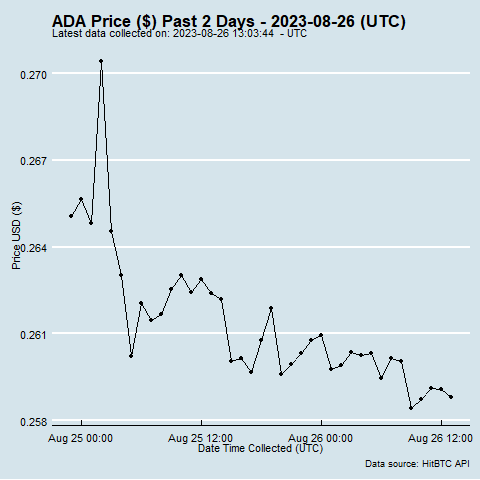 ADA Price ($) Past 2 Days - 2023-08-26 (UTC)
Latest data collected on: 2023-08-26 13:03:44  - UTC
0.270
0.267
0.264
0.261
0.258
Price USD ($)
Aug 25 00:00
Aug 25 12:00
Aug 26 00:00
Aug 26 12:00
Date Time Collected (UTC)
Data source: HitBTC API